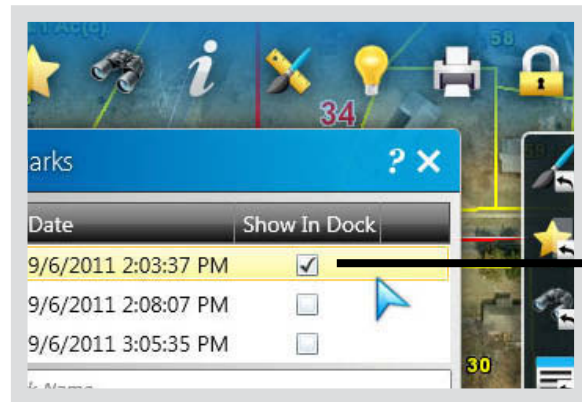 58
34
arks ? ×
Date Show In Dock
9/6/2011 2:03:37 PM
9/6/2011 2:08:07 PM
9/6/2011 3:05:35 PM
30